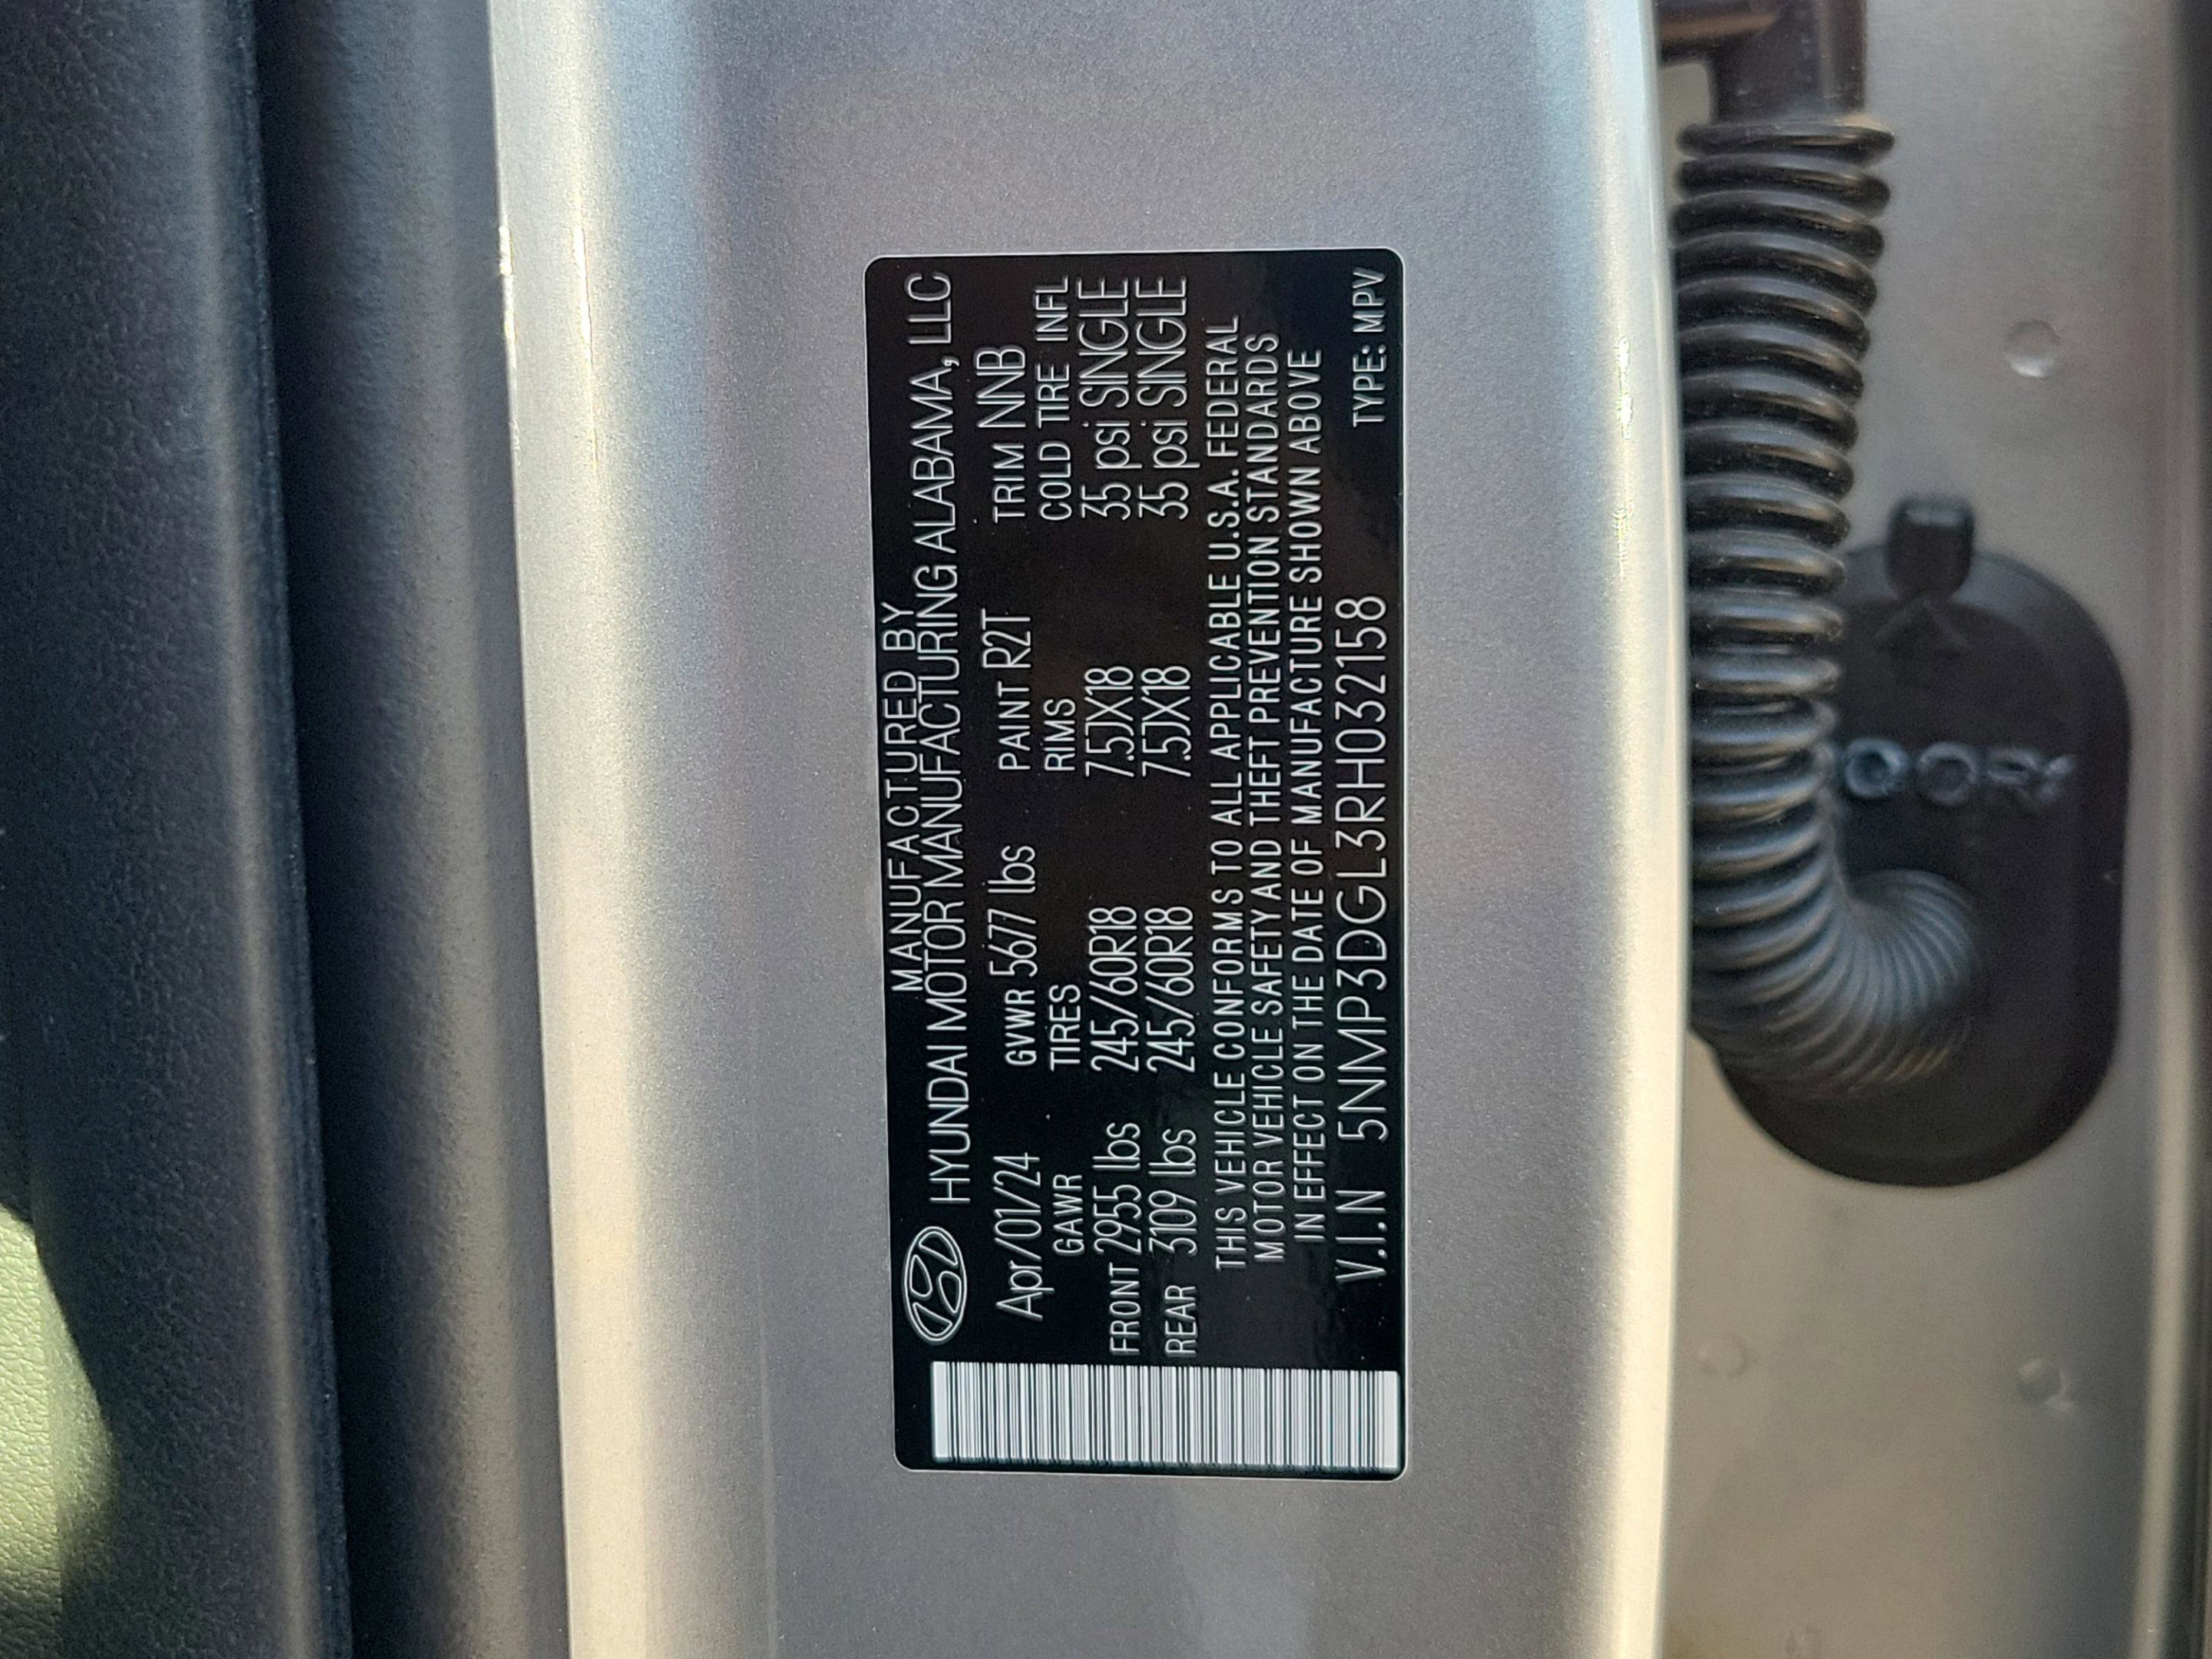 MANUFACTURED BY
HYUNDAI MOTOR MANUFACTURING ALABAMA, LLC
Apr/01/24 GVWR 5677 lbs PAINT R2T TRIM NNB
GAWR TIRES RIMS COLD TIRE INFL
FRONT 2955 lbs 245/60R18 7.5JX18 35 psi SINGLE
REAR 3109 lbs 245/60R18 7.5JX18 35 psi SINGLE
THIS VEHICLE CONFORMS TO ALL APPLICABLE U.S.A. FEDERAL
MOTOR VEHICLE SAFETY AND THEFT PREVENTION STANDARDS
IN EFFECT ON THE DATE OF MANUFACTURE SHOWN ABOVE
V.I.N 5NMP3DGL3RH032158 TYPE: MPV